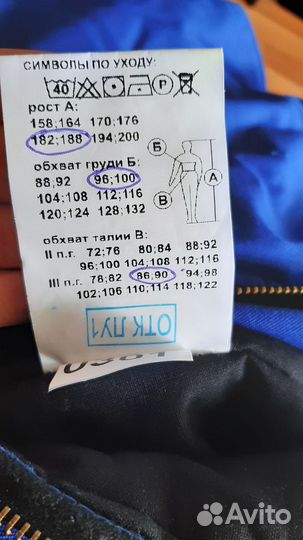 СИМВОЛЫ ПО УХОДУ:
40 P
рост А:
158;164 170;176
182;188 194;200
обхват груди Б:
88;92 96;100
104;108 112;116
120;124 128;132
Б
А
В
обхват талии В:
II п.г. 72;76 80;84 88;92
96;100 104;108 112;116
III п.г. 78;82 86;90 94;98
102;106 110;114 118;122
ОТК ЛУ1
Avito